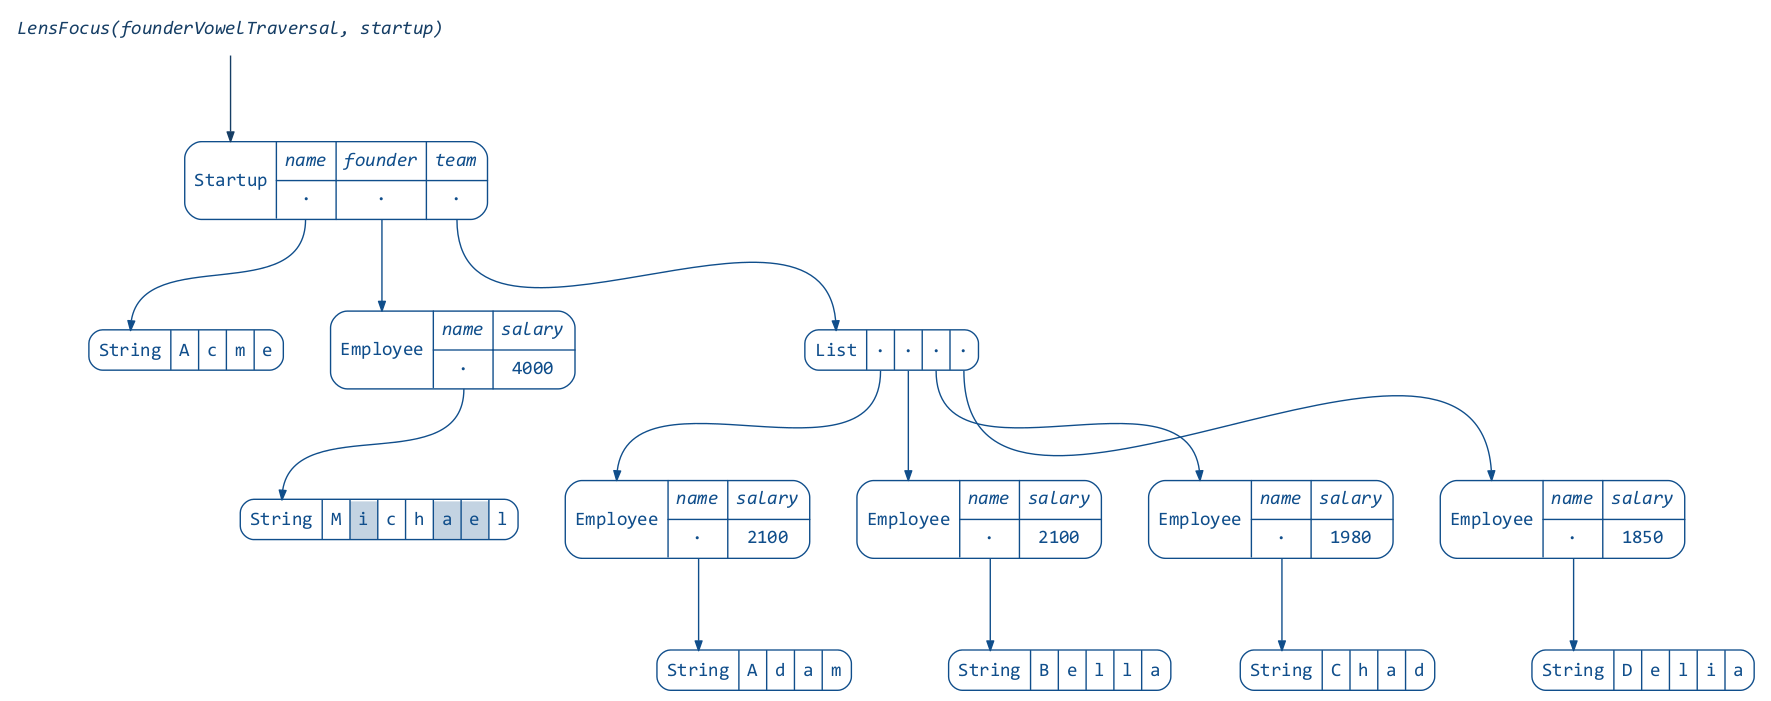 LensFocus(founderVowelTraversal, startup)
Startup name founder team
· · ·
String A c m e
Employee name salary
· 4000
List · · · ·
String M i c h a e l
Employee name salary
· 2100
Employee name salary
· 2100
Employee name salary
· 1980
Employee name salary
· 1850
String A d a m
String B e l l a
String C h a d
String D e l i a